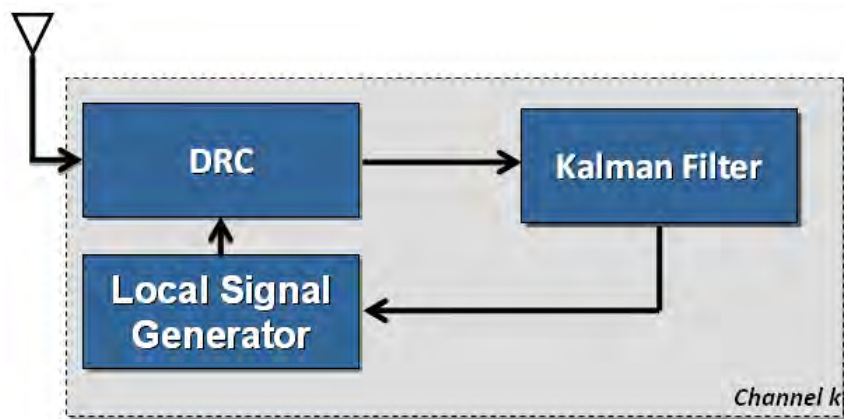 DRC
Kalman Filter
Local Signal
Generator
Channel k